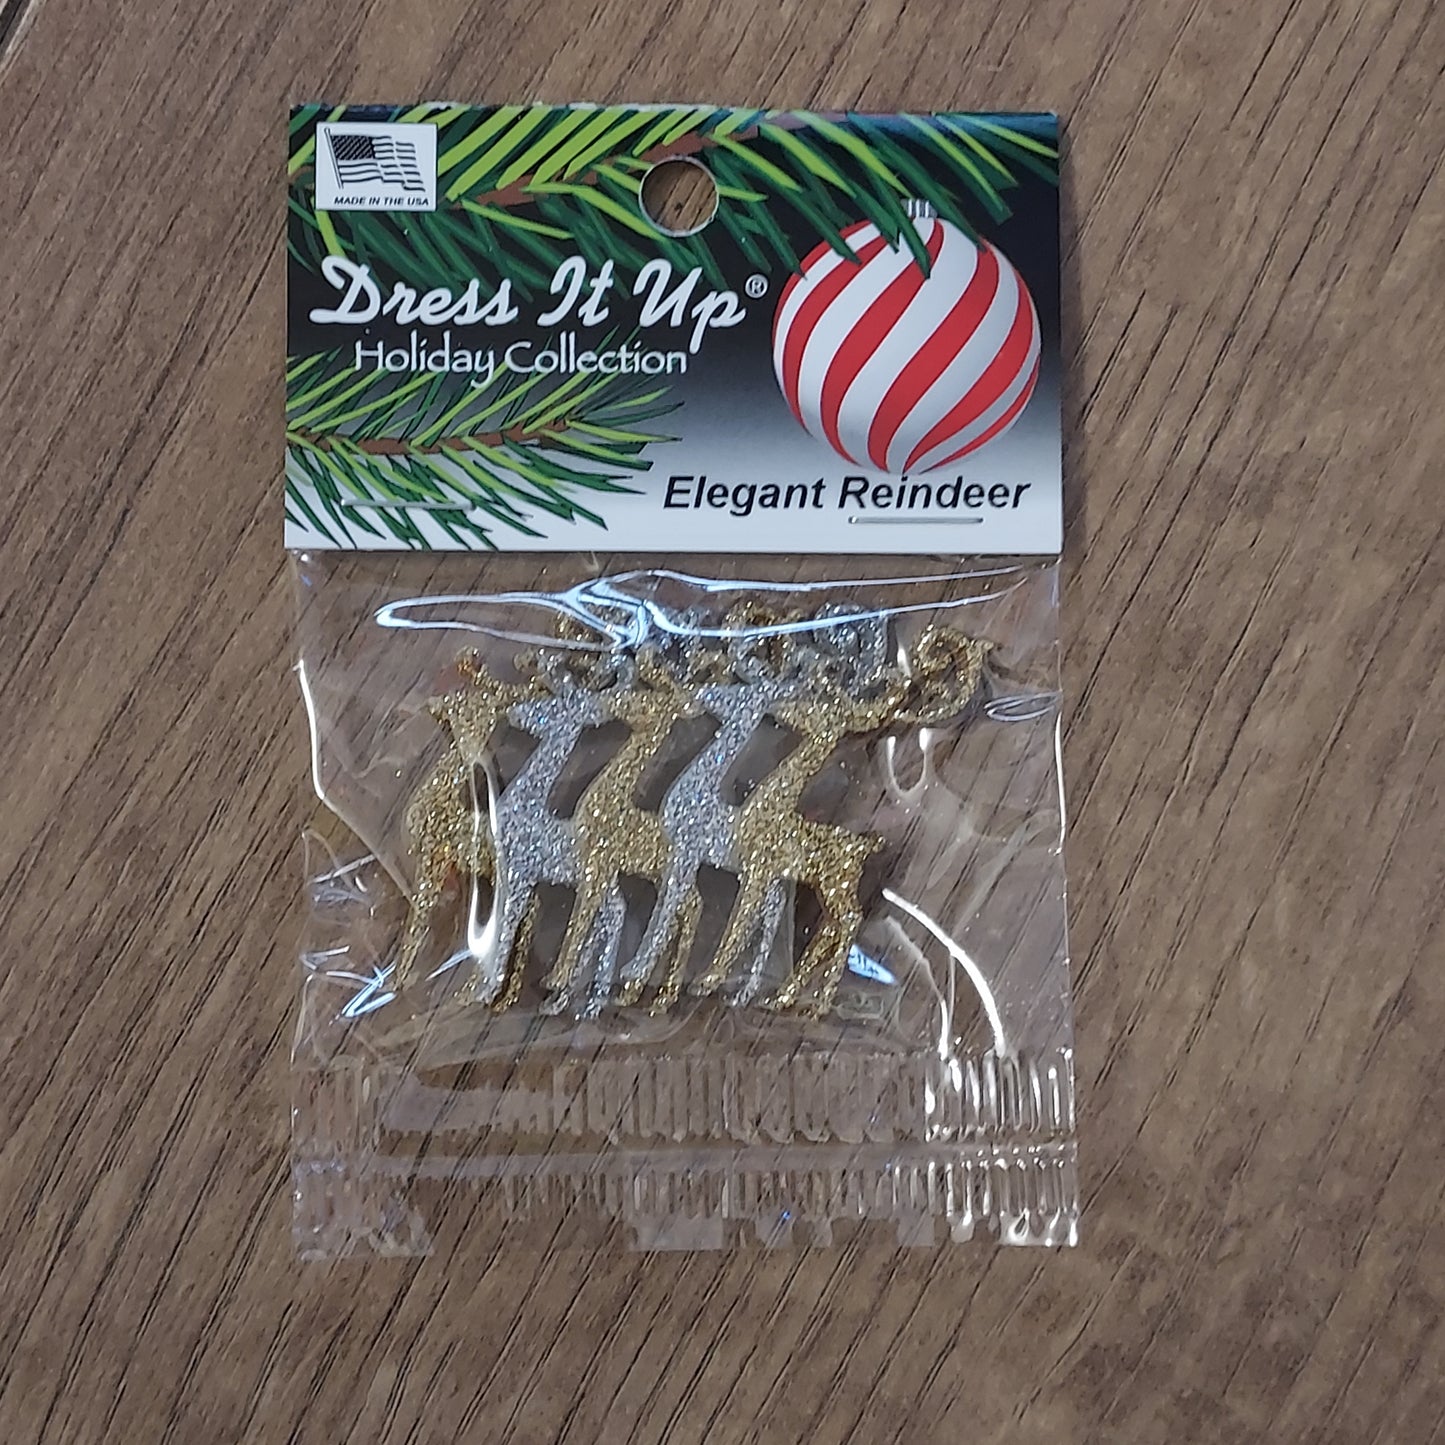 MADE IN THE USA
Dress It Up®
Holiday Collection
Elegant Reindeer